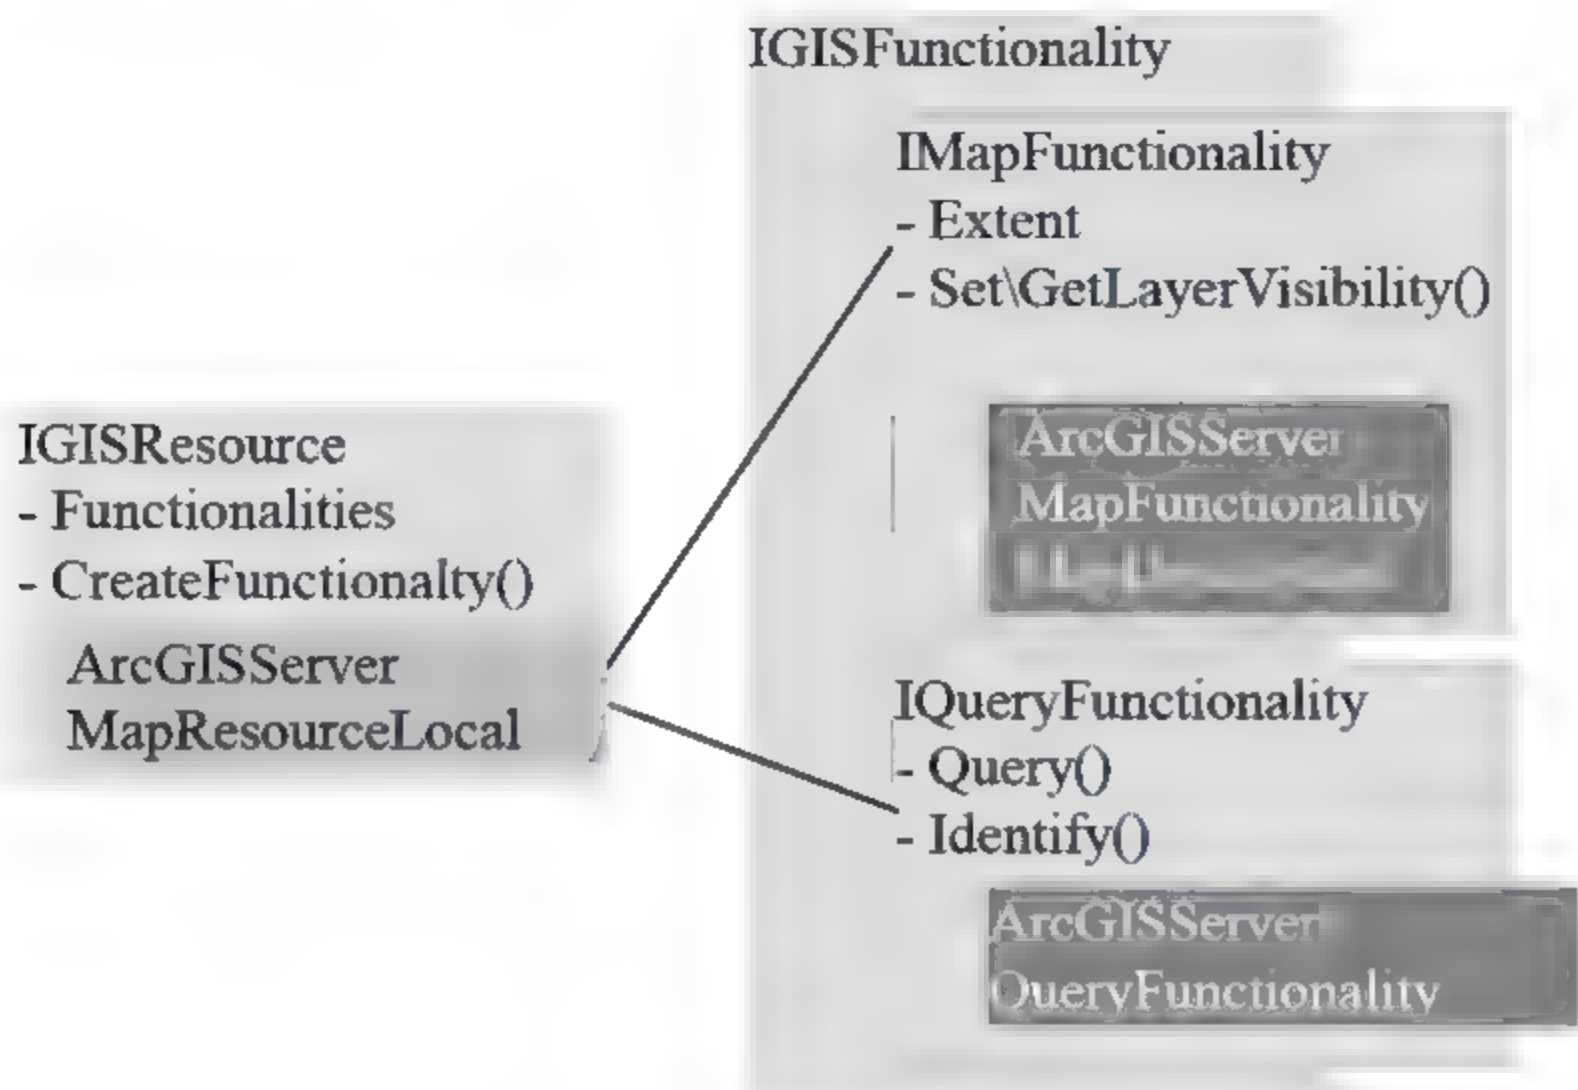 IGISFunctionality
IMapFunctionality
- Extent
- Set\GetLayerVisibility()
ArcGISServer
MapFunctionality
IGISResource
- Functionalities
- CreateFunctionalty()
ArcGISServer
MapResourceLocal
IQueryFunctionality
- Query()
- Identify()
ArcGISServer
QueryFunctionality